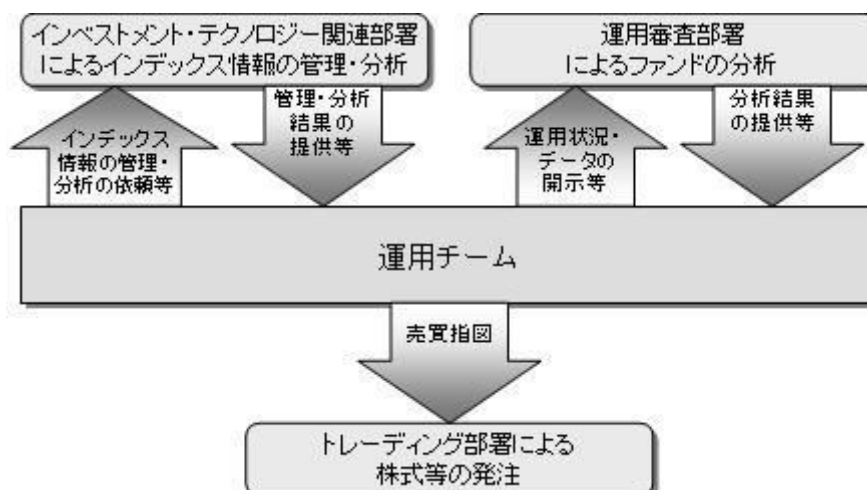 インベストメント・テクノロジー関連部署
によるインデックス情報の管理・分析
運用審査部署
によるファンドの分析
インデックス
情報の管理・
分析の依頼等
管理・分析
結果の
提供等
運用状況・
データの
開示等
分析結果
の提供等
運用チーム
売買指図
トレーディング部署による
株式等の発注